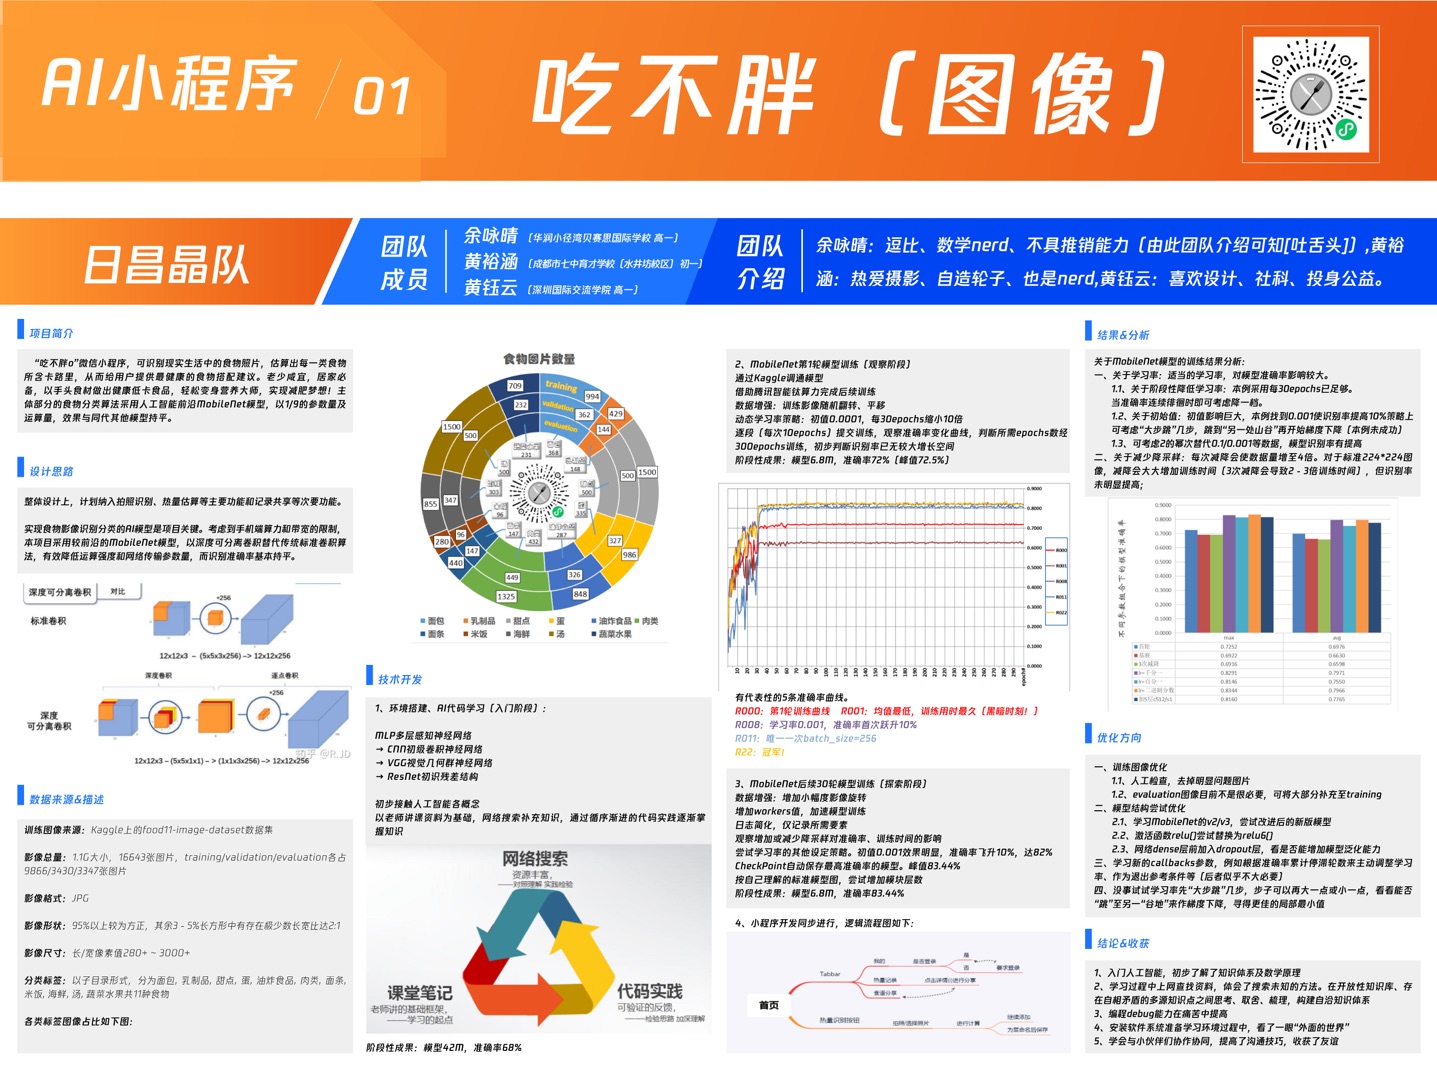 AI小程序 / 01
吃不胖（图像）
日昌晶队
团队
成员
余咏晴（华润小径湾贝赛思国际学校 高一）
黄裕涵（成都市七中育才学校（水井坊校区）初一）
黄钰云（深圳国际交流学院 高一）
团队
介绍
余咏晴：逗比、数学nerd、不具推销能力（由此团队介绍可知[吐舌头]）,黄裕
涵：热爱摄影、自造轮子、也是nerd,黄钰云：喜欢设计、社科、投身公益。
项目简介
“吃不胖o”微信小程序，可识别现实生活中的食物照片，估算出每一类食物
所含卡路里，从而给用户提供最健康的食物搭配建议。老少咸宜，居家必
备，以手头食材做出健康低卡食品，轻松变身营养大师，实现减肥梦想！主
体部分的食物分类算法采用人工智能前沿MobileNet模型，以1/9的参数量及
运算量，效果与同代其他模型持平。
设计思路
整体设计上，计划纳入拍照识别、热量估算等主要功能和记录共享等次要功能。
实现食物影像识别分类的AI模型是项目关键。考虑到手机端算力和带宽的限制，
本项目采用较前沿的MobileNet模型，以深度可分离卷积替代传统标准卷积算
法，有效降低运算强度和网络传输参数量，而识别准确率基本持平。
深度可分离卷积 对比
标准卷积
×256
12x12x3 – (5x5x3x256) –> 12x12x256
深度卷积 逐点卷积
×256
深度
可分离卷积
知乎 @R.JD
12x12x3 – (5x5x1x1) – > (1x1x3x256) –> 12x12x256
数据来源&描述
训练图像来源：Kaggle上的food11-image-dataset数据集
影像总量：1.1G大小，16643张图片，training/validation/evaluation各占
9866/3430/3347张图片
影像格式：JPG
影像形状：95%以上较为方正，其余3 - 5%长方形中有存在极少数长宽比达2:1
影像尺寸：长/宽像素值280+ ~ 3000+
分类标签：以子目录形式，分为面包, 乳制品, 甜点, 蛋, 油炸食品, 肉类, 面条,
米饭, 海鲜, 汤, 蔬菜水果共11种食物
各类标签图像占比如下图：
食物图片数量
training
validation
evaluation
994
362
368
429
144
148
1500
500
500
986
327
335
848
326
287
1325
449
432
440
147
147
280
96
96
855
347
303
1500
500
500
709
232
231
面包 乳制品 甜点 蛋 油炸食品 肉类
面条 米饭 海鲜 汤 蔬菜水果
技术开发
1、环境搭建、AI代码学习（入门阶段）：
MLP多层感知神经网络
→ CNN初级卷积神经网络
→ VGG视觉几何群神经网络
→ ResNet初识残差结构
初步接触人工智能各概念
以老师讲课资料为基础，网络搜索补充知识，通过循序渐进的代码实践逐渐掌
握知识
网络搜索
资源丰富，
——对照理解 实践检验
课堂笔记
老师讲的基础框架，
——学习的起点
代码实践
可验证的反馈，
——检验思路 加深理解
阶段性成果：模型42M，准确率68%
2、MobileNet第1轮模型训练（观察阶段）
通过Kaggle调通模型
借助腾讯智能钛算力完成后续训练
数据增强：训练影像随机翻转、平移
动态学习率策略：初值0.0001，每30epochs缩小10倍
逐段（每次10epochs）提交训练，观察准确率变化曲线，判断所需epochs数经
300epochs训练，初步判断识别率已无较大增长空间
阶段性成果：模型6.8M，准确率72%（峰值72.5%）
0.9000
0.8000
0.7000
0.6000
0.5000
0.4000
0.3000
0.2000
0.1000
0.0000
R000
R001
R008
R011
R022
10 20 30 40 50 60 70 80 90 100 110 120 130 140 150 160 170 180 190 200 210 220 230 240 250 260 270 280 290 epochs
有代表性的5条准确率曲线。
R000：第1轮训练曲线 R001：均值最低，训练用时最久（黑暗时刻！）
R008：学习率0.001，准确率首次跃升10%
R011：唯一一次batch_size=256
R22：冠军！
3、MobileNet后续30轮模型训练（探索阶段）
数据增强：增加小幅度影像旋转
增加workers值，加速模型训练
日志简化，仅记录所需要素
观察增加或减少降采样对准确率、训练时间的影响
尝试学习率的其他设定策略。初值0.001效果明显，准确率飞升10%，达82%
CheckPoint自动保存最高准确率的模型。峰值83.44%
按自己理解的标准模型图，尝试增加模块层数
阶段性成果：模型6.8M，准确率83.44%
4、小程序开发同步进行，逻辑流程图如下：
首页
Tabbar
我的
是否登录
是
否
要求登录
热量记录
点击详情可进行分享
食谱分享
热量识别按钮
拍照/选择照片
进行计算
继续添加
为菜命名后保存
结果&分析
关于MobileNet模型的训练结果分析：
一、关于学习率：适当的学习率，对模型准确率影响较大。
1.1、关于阶段性降低学习率：本例采用每30epochs已足够。
当准确率连续徘徊时即可考虑降一档。
1.2、关于初始值：初值影响巨大，本例找到0.001使识别率提高10%策略上
可考虑“大步跳”几步，跳到“另一处山谷”再开始梯度下降（本例未成功）
1.3、可考虑2的幂次替代0.1/0.001等数据，模型识别率有提高
二、关于减少降采样：每次减降会使数据量增至4倍。对于标准224*224图
像，减降会大大增加训练时间（3次减降会导致2 - 3倍训练时间），但识别率
未明显提高；
不同参数组合下的模型准确率
0.9000
0.8000
0.7000
0.6000
0.5000
0.4000
0.3000
0.2000
0.1000
0.0000
max avg
首轮 0.7252 0.6976
基准 0.6922 0.6630
3次减降 0.6916 0.6598
lr=千分一 0.8291 0.7971
lr=百分一 0.8146 0.7550
lr=二进制分数 0.8344 0.7966
0.8160 0.7765
优化方向
一、训练图像优化
1.1、人工检查，去掉明显问题图片
1.2、evaluation图像目前不是很必要，可将大部分补充至training
二、模型结构尝试优化
2.1、学习MobileNet的v2/v3，尝试改进后的新版模型
2.2、激活函数relu()尝试替换为relu6()
2.3、网络dense层前加入dropout层，看是否能增加模型泛化能力
三、学习新的callbacks参数，例如根据准确率累计停滞轮数来主动调整学习
率、作为退出参考条件等（后者似乎不大必要）
四、没事试试学习率先“大步跳”几步，步子可以再大一点或小一点，看看能否
“跳”至另一“谷地”来作梯度下降，寻得更佳的局部最小值
结论&收获
1、入门人工智能，初步了解了知识体系及数学原理
2、学习过程中上网查找资料，体会了搜索未知的方法。在开放性知识库、存
在自相矛盾的多源知识点之间思考、取舍、梳理，构建自洽知识体系
3、编程debug能力在痛苦中提高
4、安装软件系统准备学习环境过程中，看了一眼“外面的世界”
5、学会与小伙伴们协作协同，提高了沟通技巧，收获了友谊